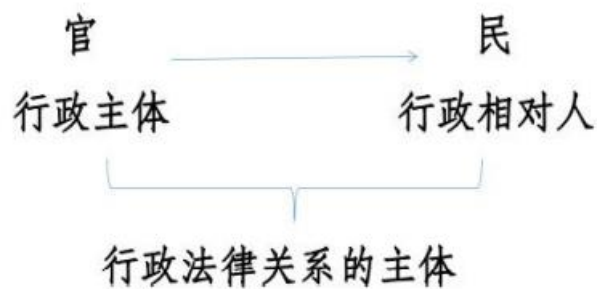 官 民
行政主体 行政相对人
行政法律关系的主体